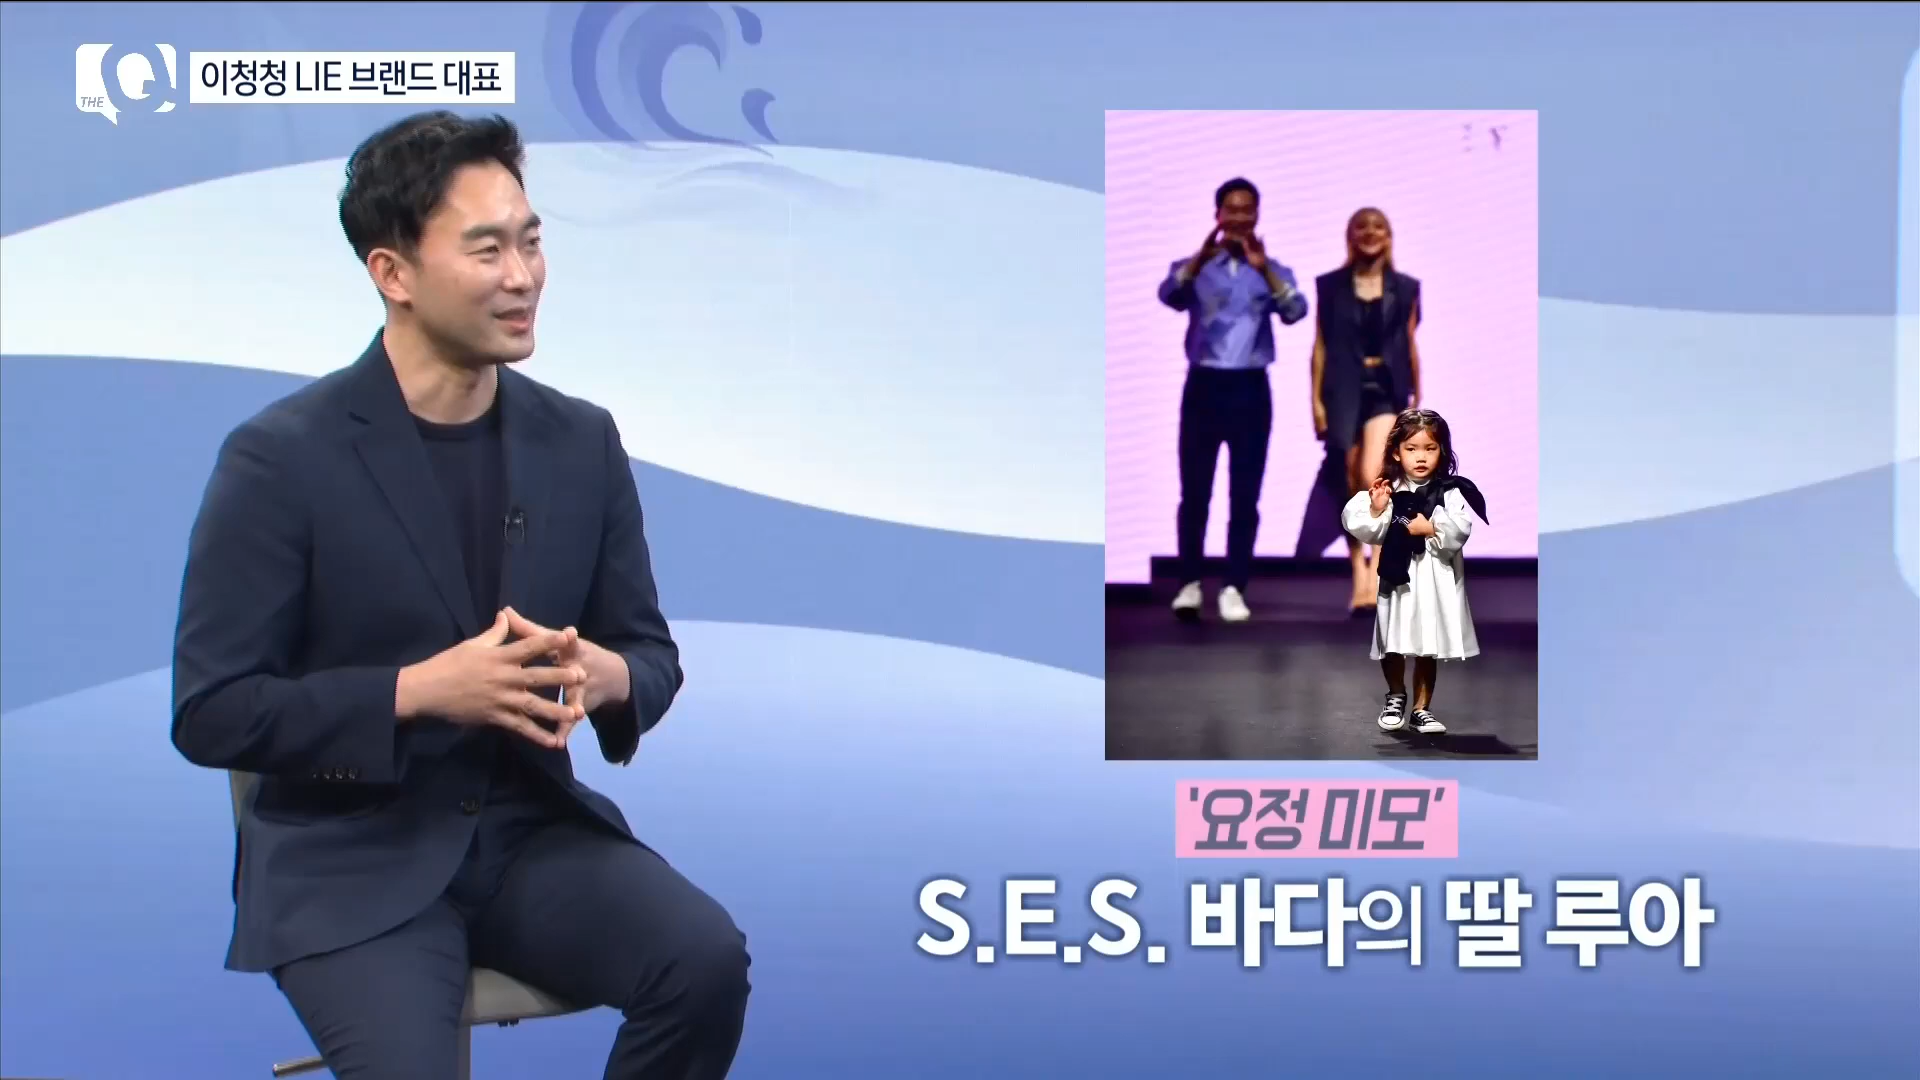 THE
이청청 LIE 브랜드 대표
'요정 미모'
S.E.S. 바다의 딸 루아